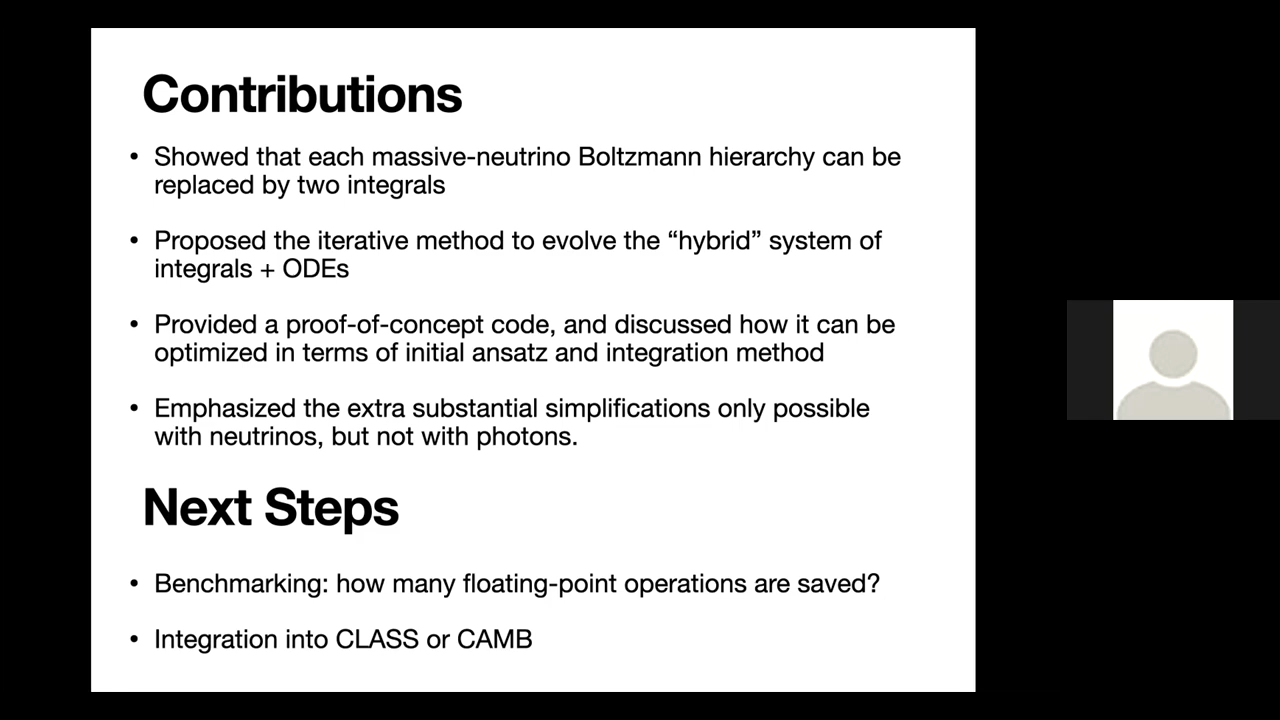 Contributions
• Showed that each massive-neutrino Boltzmann hierarchy can be
replaced by two integrals
• Proposed the iterative method to evolve the “hybrid” system of
integrals + ODEs
• Provided a proof-of-concept code, and discussed how it can be
optimized in terms of initial ansatz and integration method
• Emphasized the extra substantial simplifications only possible
with neutrinos, but not with photons.
Next Steps
• Benchmarking: how many floating-point operations are saved?
• Integration into CLASS or CAMB